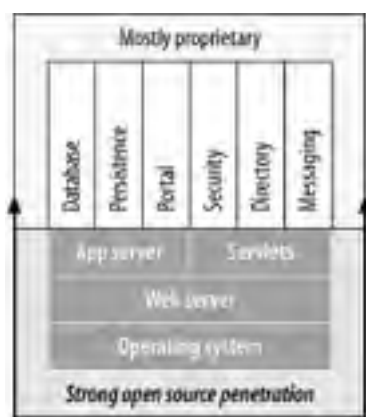 Mostly proprietary
Database
Persistence
Portal
Security
Directory
Messaging
App server
Servlets
Web server
Operating system
Strong open source penetration